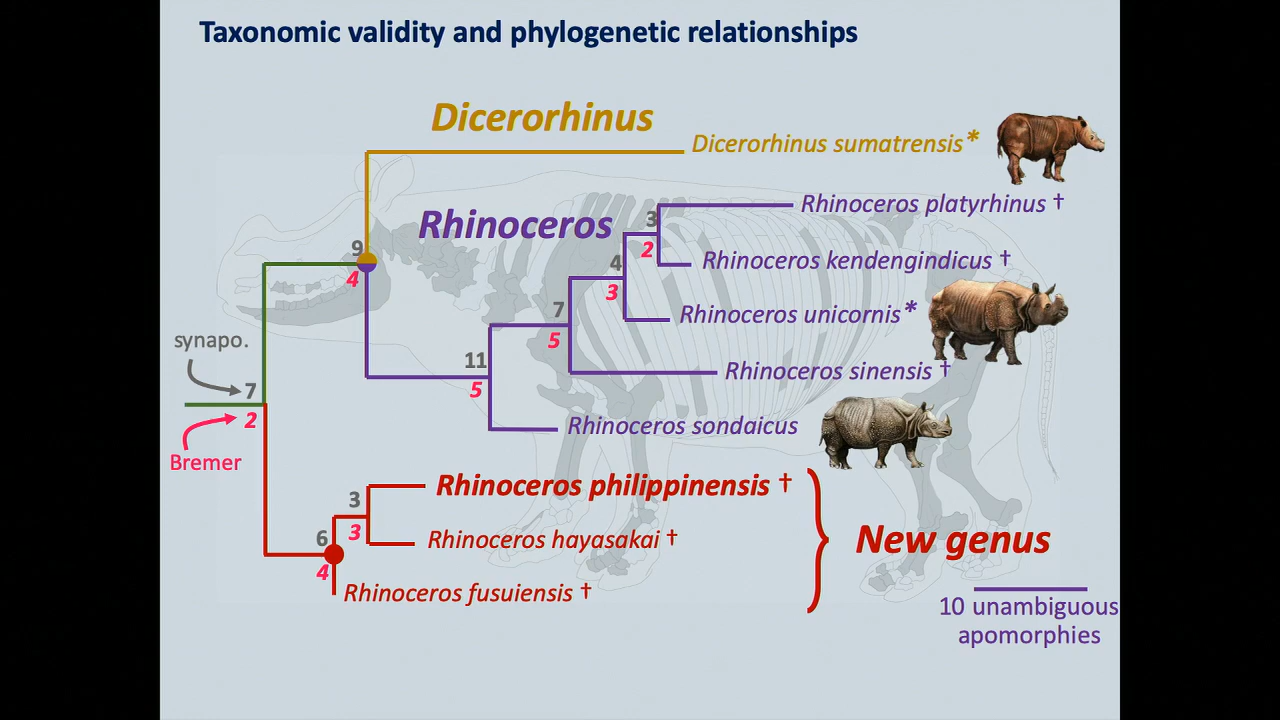 Taxonomic validity and phylogenetic relationships
Dicerorhinus
Dicerorhinus sumatrensis*
Rhinoceros
Rhinoceros platyrhinus †
3
2
Rhinoceros kendengindicus †
4
3
Rhinoceros unicornis*
9
4
7
5
Rhinoceros sinensis †
11
5
Rhinoceros sondaicus
synapo.
7
2
Bremer
Rhinoceros philippinensis †
3
3
Rhinoceros hayasakai †
6
4
Rhinoceros fusuiensis †
New genus
10 unambiguous
apomorphies